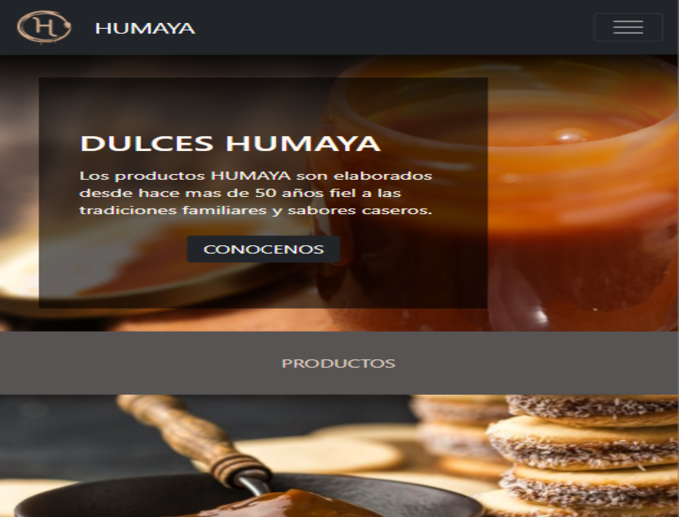 H HUMAYA
DULCES HUMAYA
Los productos HUMAYA son elaborados
desde hace mas de 50 años fiel a las
tradiciones familiares y sabores caseros.
CONOCENOS
PRODUCTOS